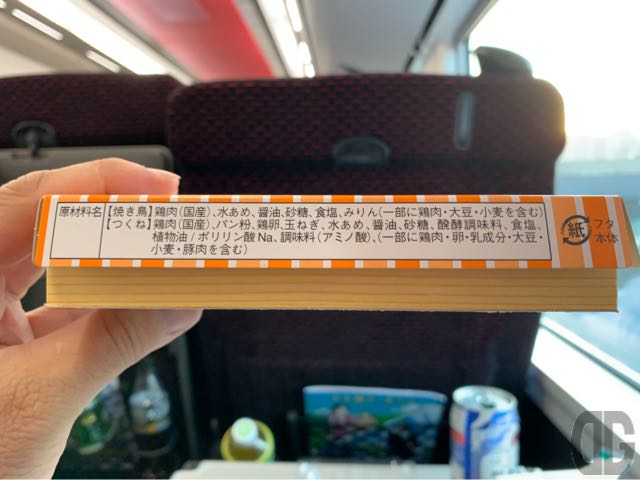 原材料名
【焼き鳥】鶏肉(国産)、水あめ、醤油、砂糖、食塩、みりん(一部に鶏肉・大豆・小麦を含む)
【つくね】鶏肉(国産)、パン粉、鶏卵、玉ねぎ、水あめ、醤油、砂糖、醗酵調味料、食塩、
植物油/ポリリン酸Na、調味料(アミノ酸)、(一部に鶏肉・卵・乳成分・大豆・
小麦・豚肉を含む)
紙
フタ
本体